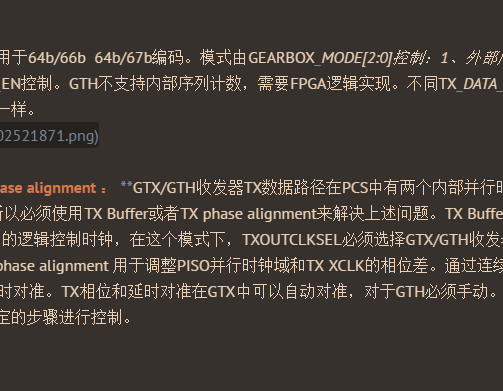 用于64b/66b 64b/67b编码。模式由GEARBOX_MODE[2:0]控制：1、外部
_EN控制。GTH不支持内部序列计数，需要FPGA逻辑实现。不同TX_DATA_
一样。
02521871.png)
ase alignment ： **GTX/GTH收发器TX数据路径在PCS中有两个内部并行时
所以必须使用TX Buffer或者TX phase alignment来解决上述问题。TX Buffe
的逻辑控制时钟，在这个模式下，TXOUTCLKSEL必须选择GTX/GTH收发
phase alignment 用于调整PISO并行时钟域和TX XCLK的相位差。通过连续
时对准。TX相位和延时对准在GTX中可以自动对准，对于GTH必须手动。
定的步骤进行控制。